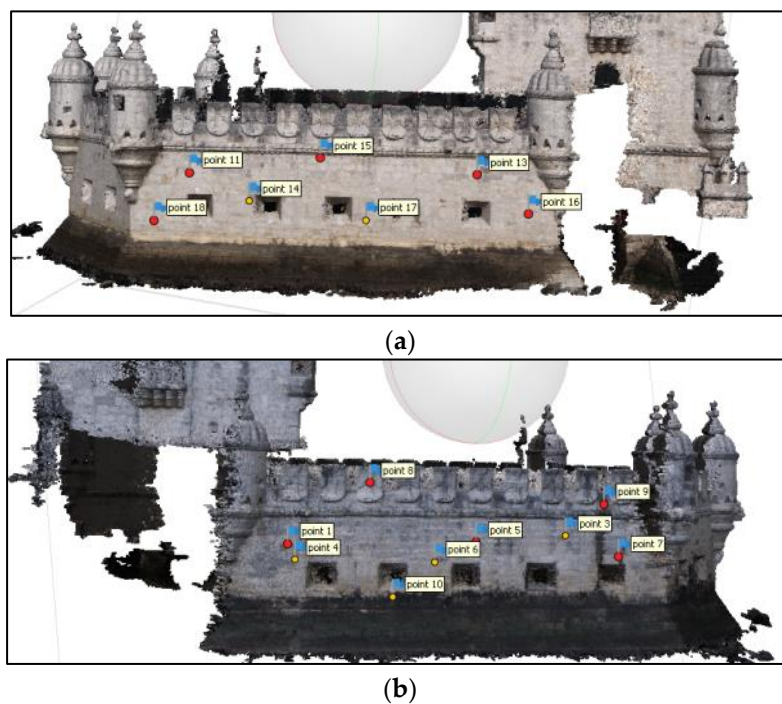 point 15
point 11
point 13
point 14
point 18
point 17
point 16
(a)
point 8
point 9
point 1
point 5
point 3
point 4
point 6
point 7
point 10
(b)